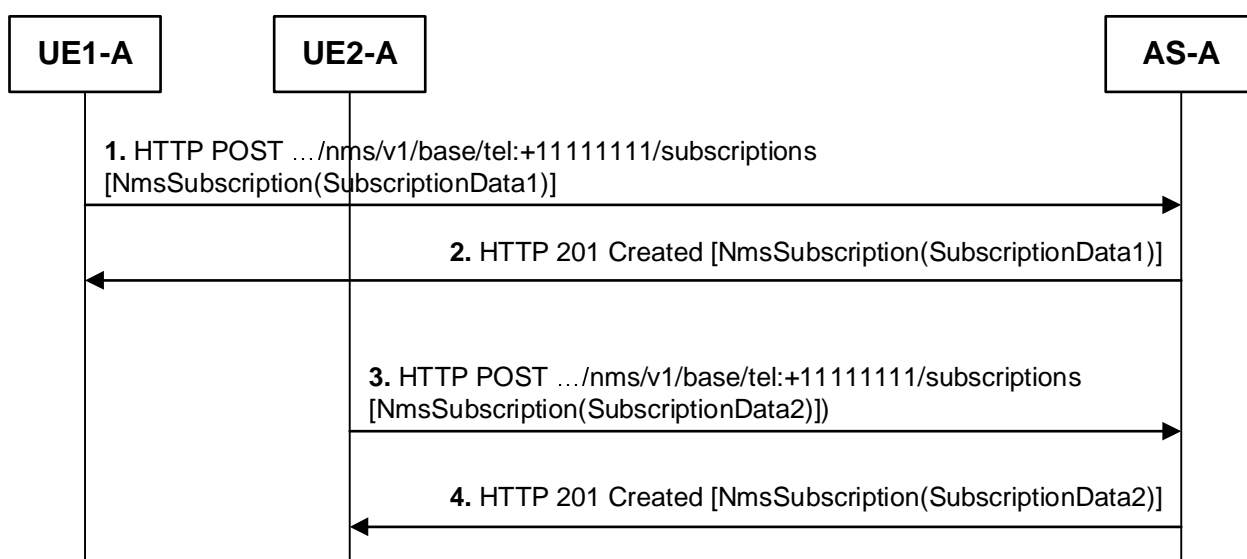 UE1-A UE2-A AS-A
1. HTTP POST …/nms/v1/base/tel:+11111111/subscriptions
[NmsSubscription(SubscriptionData1)]
2. HTTP 201 Created [NmsSubscription(SubscriptionData1)]
3. HTTP POST …/nms/v1/base/tel:+11111111/subscriptions
[NmsSubscription(SubscriptionData2)])
4. HTTP 201 Created [NmsSubscription(SubscriptionData2)]